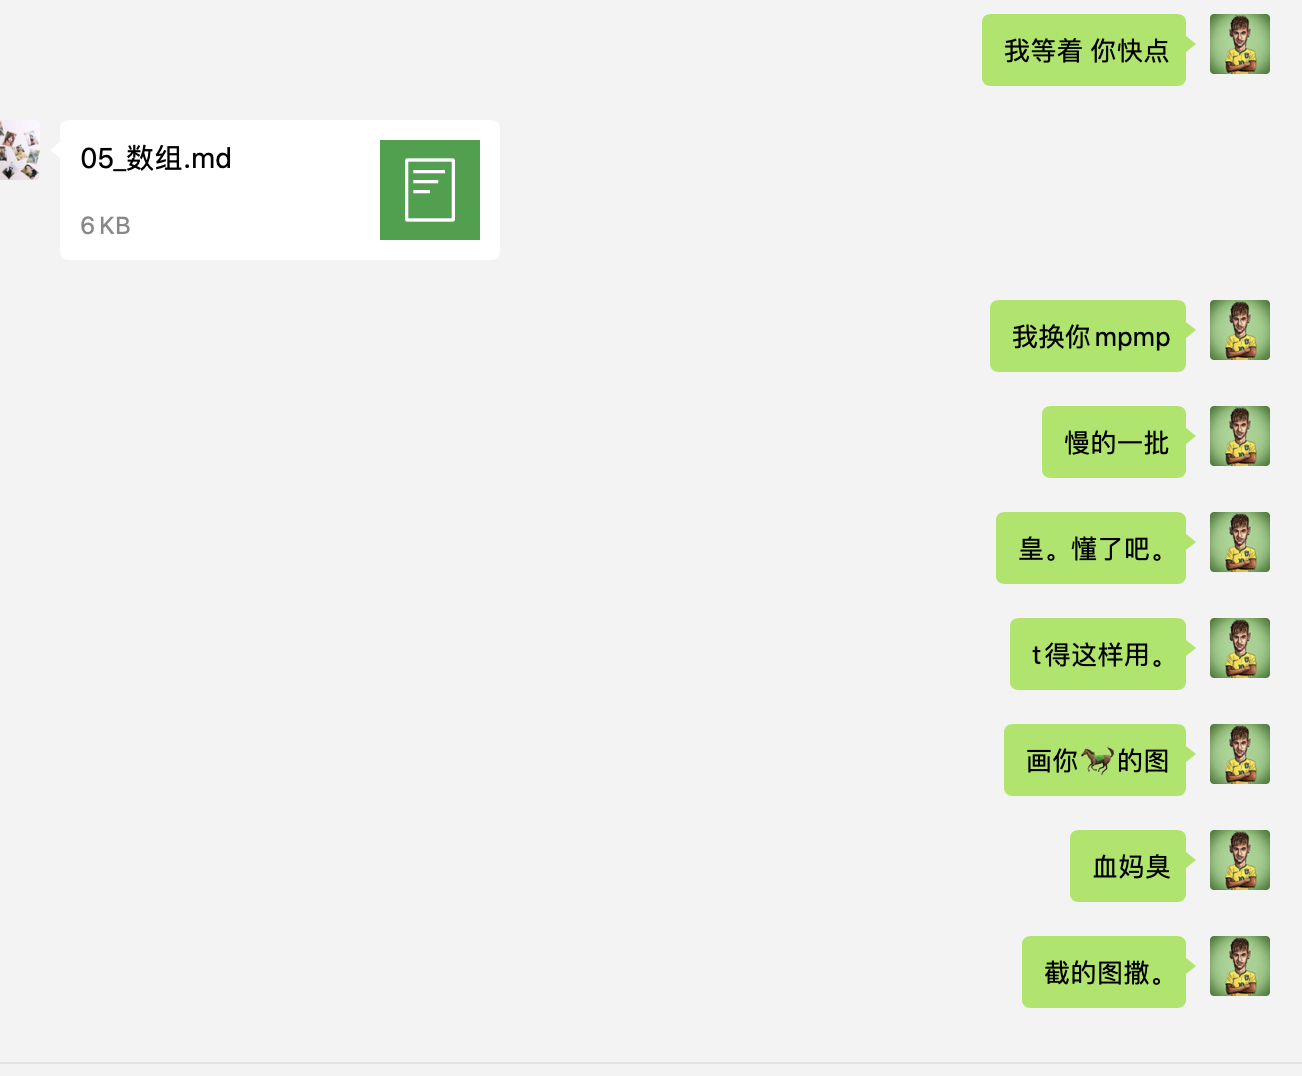 我等着 你快点
05_数组.md
6 KB
我换你mpmp
慢的一批
皇。懂了吧。
t得这样用。
画你🐎的图
血妈臭
截的图撒。